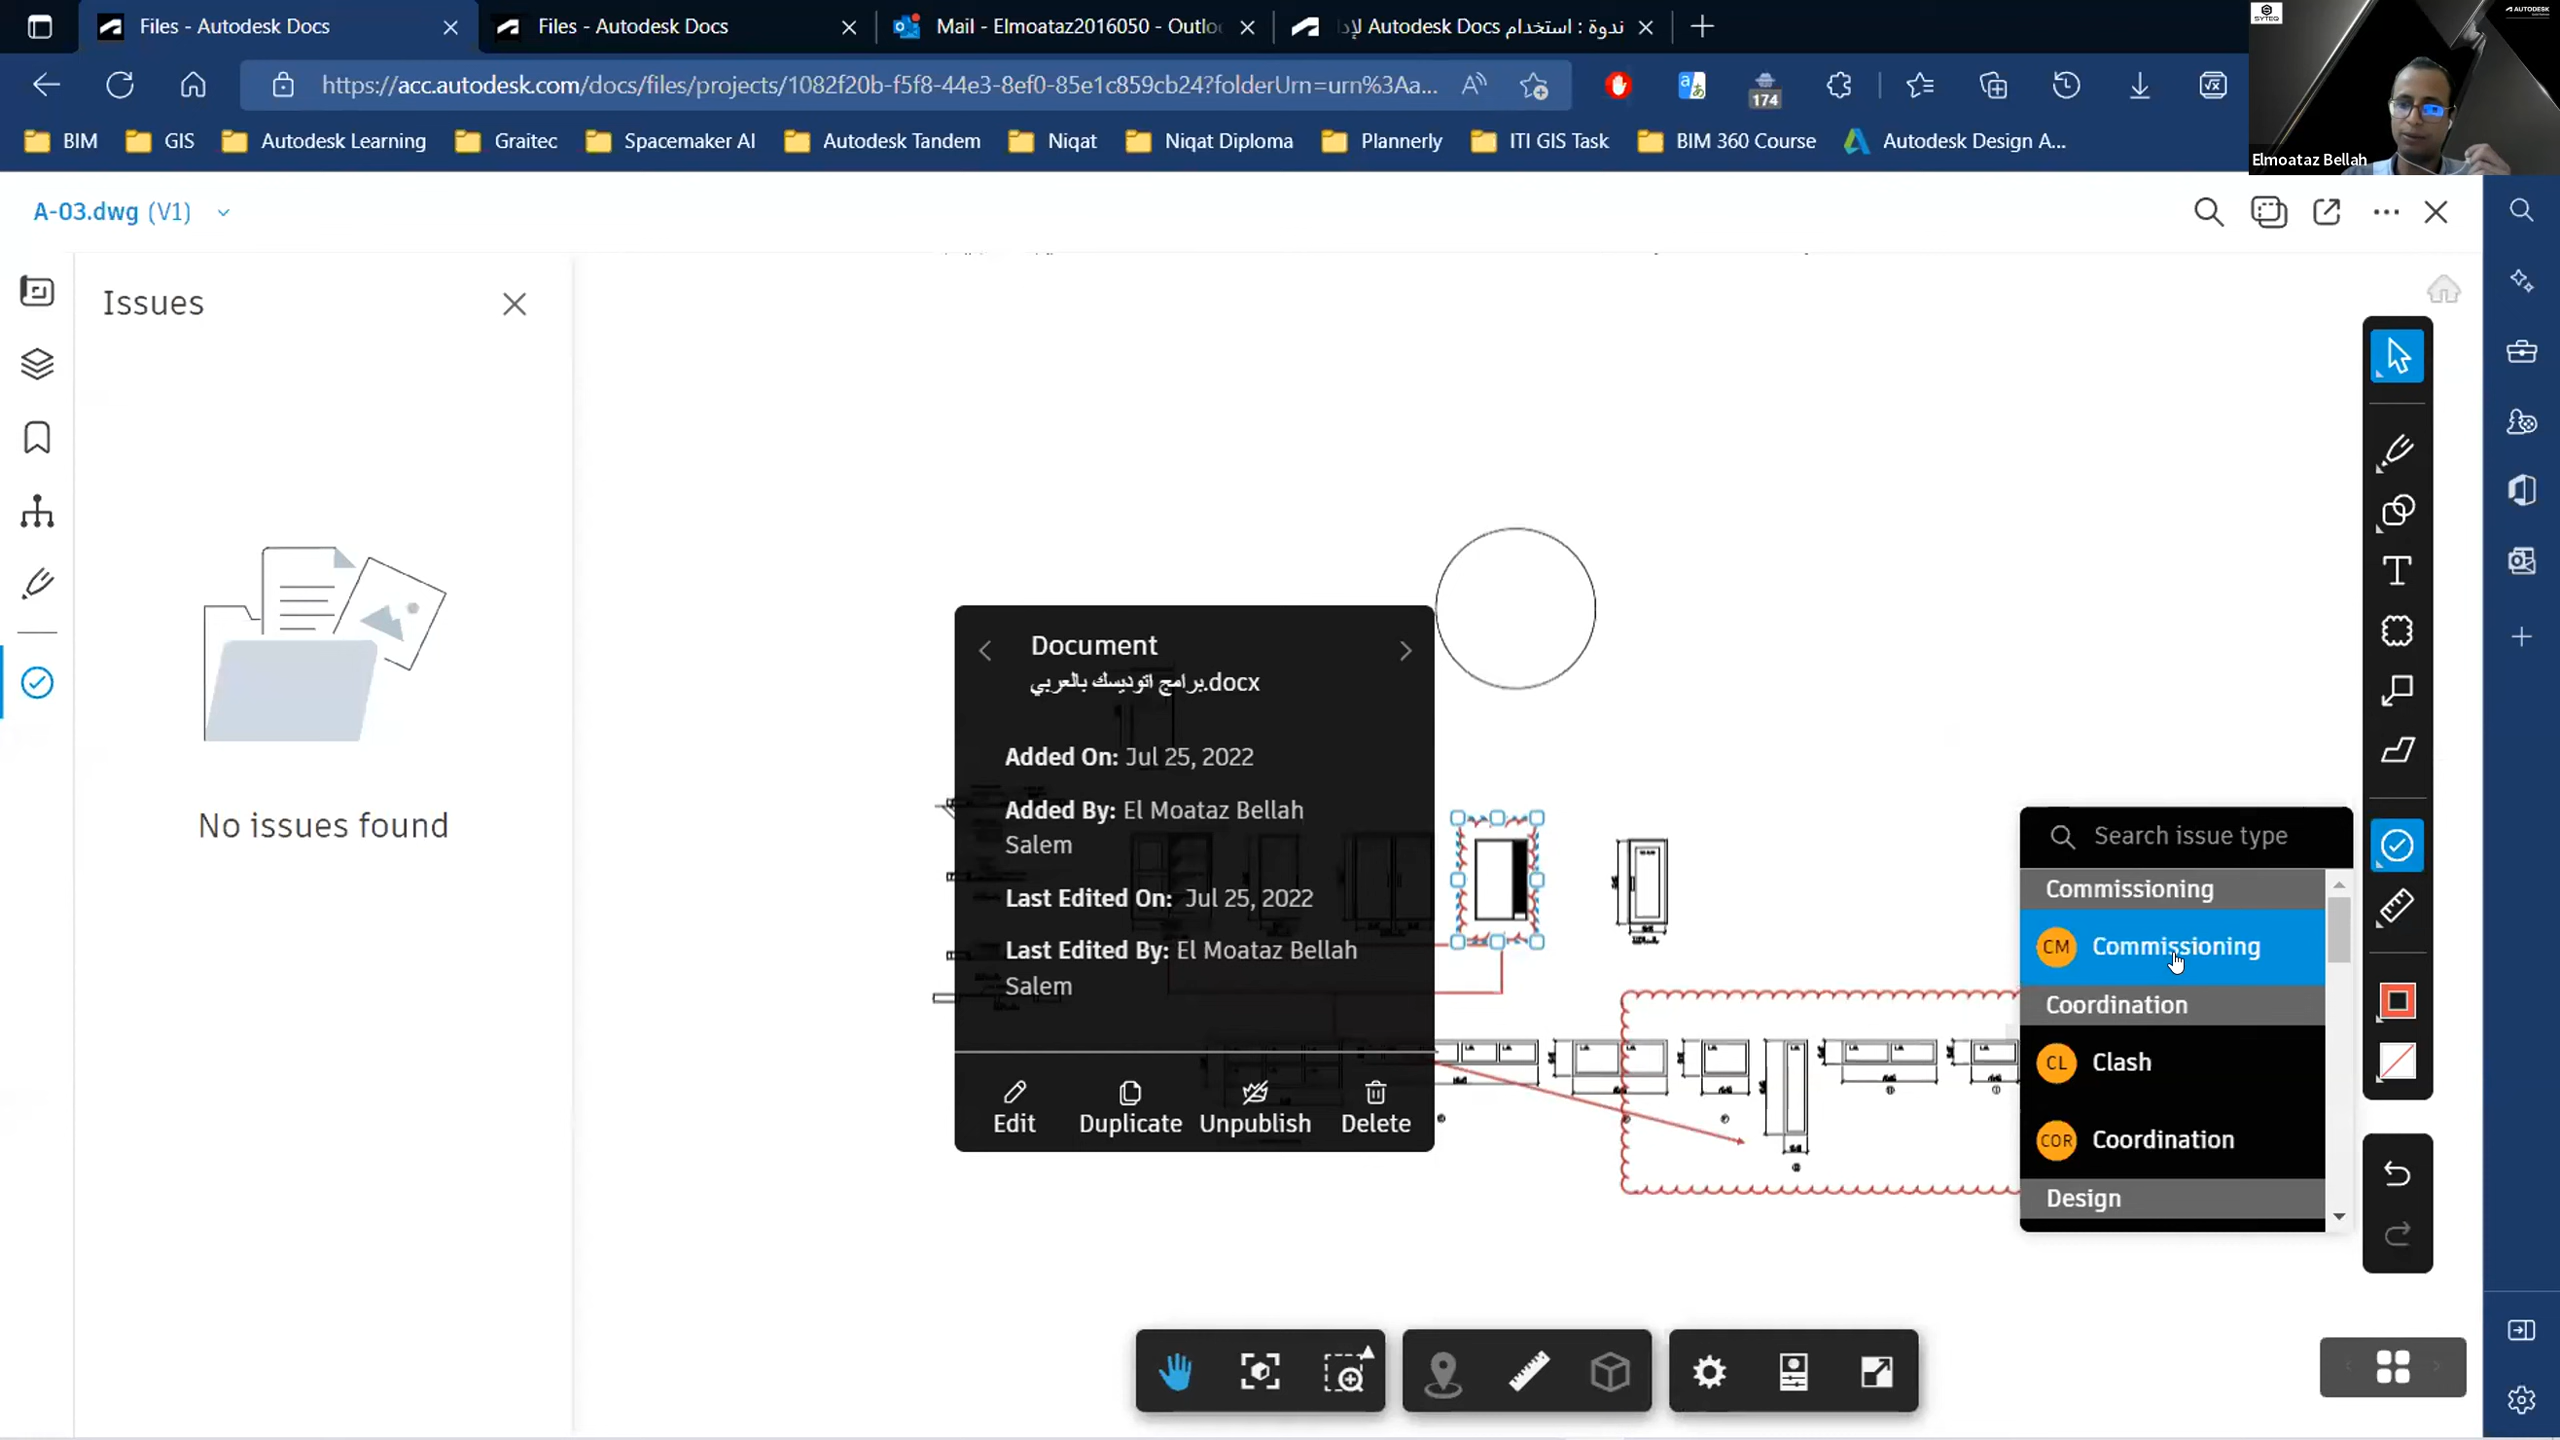 Files - Autodesk Docs
Files - Autodesk Docs
Mail - Elmoataz2016050 - Outlo
ندوة : استخدام Autodesk Docs لإدا
SYTEQ
AUTODESK
https://acc.autodesk.com/docs/files/projects/1082f20b-f5f8-44e3-8ef0-85e1c859cb24?folderUrn=urn%3Aa...
174
BIM
GIS
Autodesk Learning
Graitec
Spacemaker AI
Autodesk Tandem
Niqat
Niqat Diploma
Plannerly
ITI GIS Task
BIM 360 Course
Autodesk Design A...
Elmoataz Bellah
A-03.dwg (V1)
Issues
No issues found
Document
برامج اتوديسك بالعربي.docx
Added On: Jul 25, 2022
Added By: El Moataz Bellah
Salem
Last Edited On: Jul 25, 2022
Last Edited By: El Moataz Bellah
Salem
Edit
Duplicate
Unpublish
Delete
Search issue type
Commissioning
CM Commissioning
Coordination
CL Clash
COR Coordination
Design